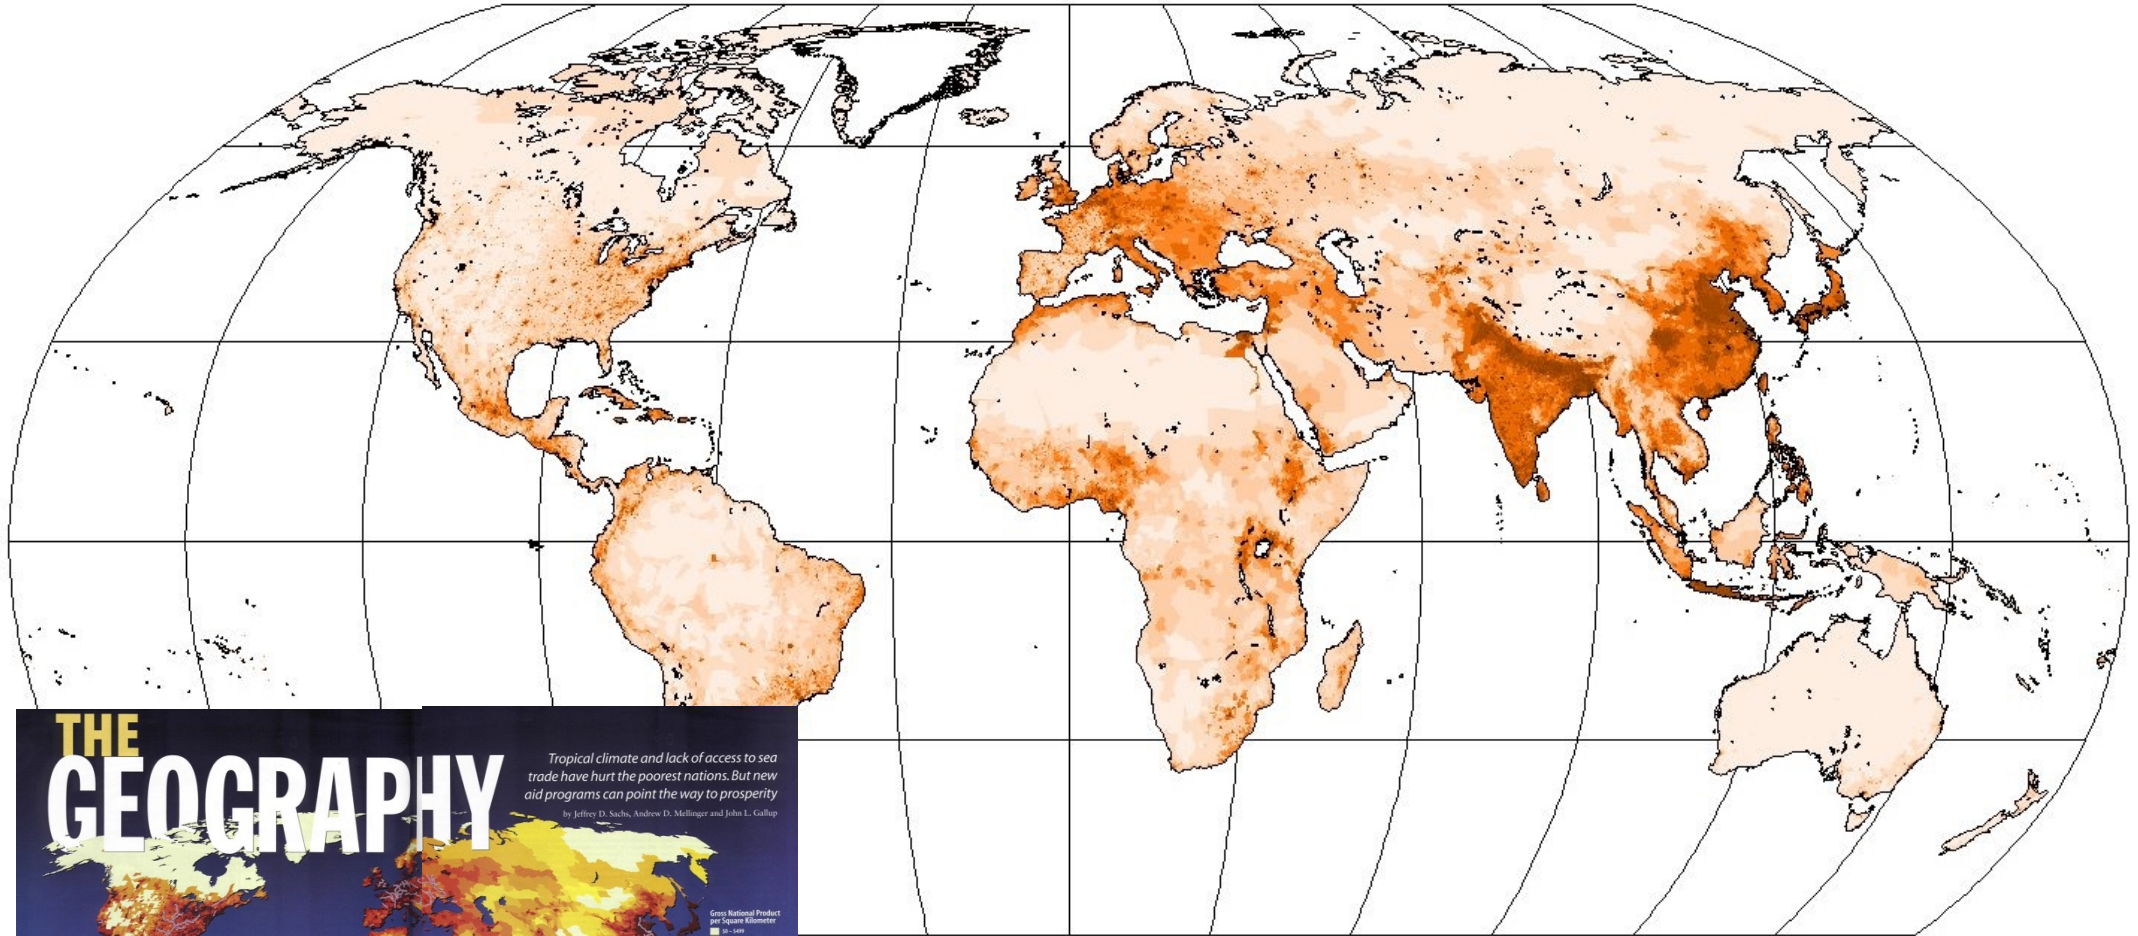 THE
GEOGRAPHY
Tropical climate and lack of access to sea
trade have hurt the poorest nations. But new
aid programs can point the way to prosperity
by Jeffrey D. Sachs, Andrew D. Mellinger and John L. Gallup
Gross National Product
per Square Kilometer
$0 – $499